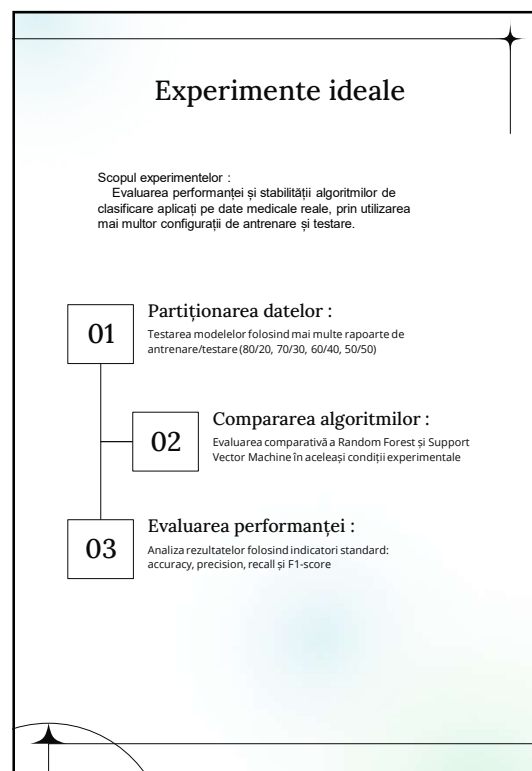 Experimente ideale
Scopul experimentelor :
Evaluarea performanței și stabilității algoritmilor de
clasificare aplicați pe date medicale reale, prin utilizarea
mai multor configurații de antrenare și testare.
01
Partiționarea datelor :
Testarea modelelor folosind mai multe rapoarte de
antrenare/testare (80/20, 70/30, 60/40, 50/50)
02
Compararea algoritmilor :
Evaluarea comparativă a Random Forest și Support
Vector Machine în aceleași condiții experimentale
03
Evaluarea performanței :
Analiza rezultatelor folosind indicatori standard:
accuracy, precision, recall și F1-score